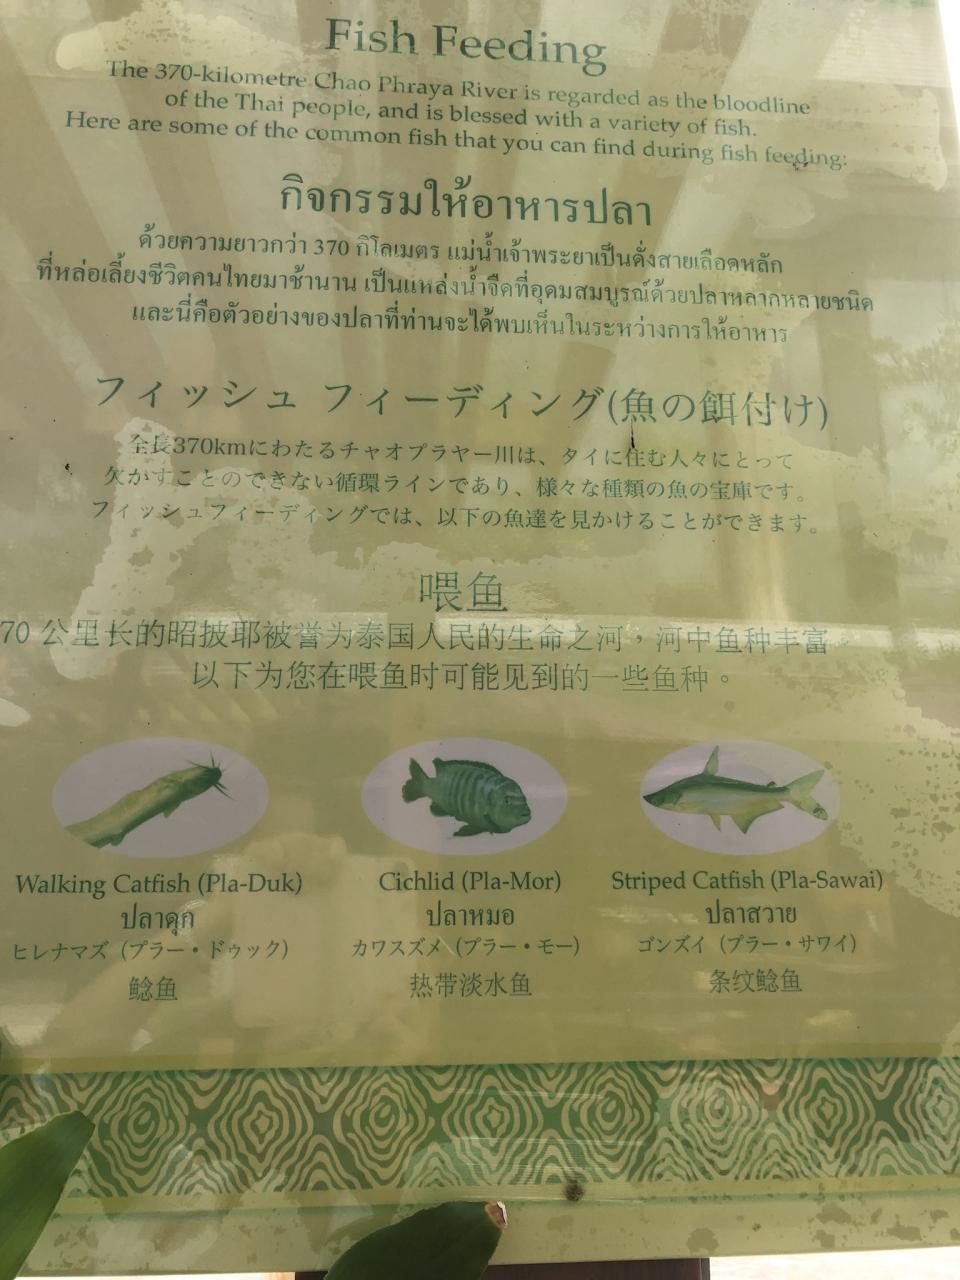 Fish Feeding
The 370-kilometre Chao Phraya River is regarded as the bloodline
of the Thai people, and is blessed with a variety of fish.
Here are some of the common fish that you can find during fish feeding:
กิจกรรมให้อาหารปลา
ด้วยความยาวกว่า 370 กิโลเมตร แม่น้ำเจ้าพระยาเป็นดั่งสายเลือดหลัก
ที่หล่อเลี้ยงชีวิตคนไทยมาช้านาน เป็นแหล่งน้ำจืดที่อุดมสมบูรณ์ด้วยปลาหลากหลายชนิด
และนี่คือตัวอย่างของปลาที่ท่านจะได้พบเห็นในระหว่างการให้อาหาร
フィッシュ フィーディング(魚の餌付け)
全長370kmにわたるチャオプラヤー川は、タイに住む人々にとって
欠かすことのできない循環ラインであり、様々な種類の魚の宝庫です。
フィッシュフィーディングでは、以下の魚達を見かけることができます。
喂鱼
70 公里长的昭披耶被誉为泰国人民的生命之河，河中鱼种丰富
以下为您在喂鱼时可能见到的一些鱼种。
Walking Catfish (Pla-Duk)
ปลาดุก
ヒレナマズ（プラー・ドゥック）
鲶鱼
Cichlid (Pla-Mor)
ปลาหมอ
カワスズメ（プラー・モー）
热带淡水鱼
Striped Catfish (Pla-Sawai)
ปลาสวาย
ゴンズイ（プラー・サワイ）
条纹鲶鱼